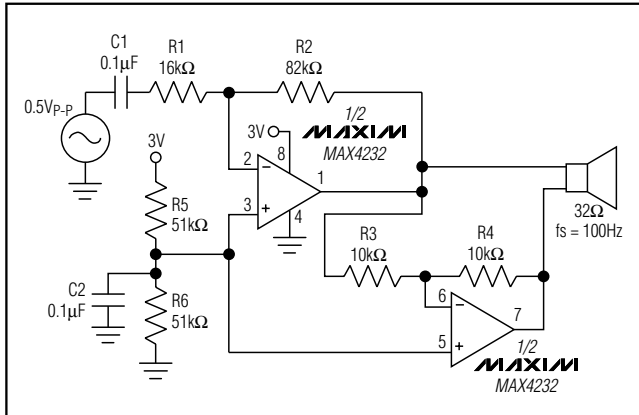 C1
0.1µF
R1
16kΩ
R2
82kΩ
0.5VP-P
1/2
MAXIM
MAX4232
3V
8
3V
2
−
1
3
+
4
R5
51kΩ
32Ω
fs = 100Hz
R3
10kΩ
R4
10kΩ
C2
0.1µF
R6
51kΩ
6
−
7
5
+
1/2
MAXIM
MAX4232